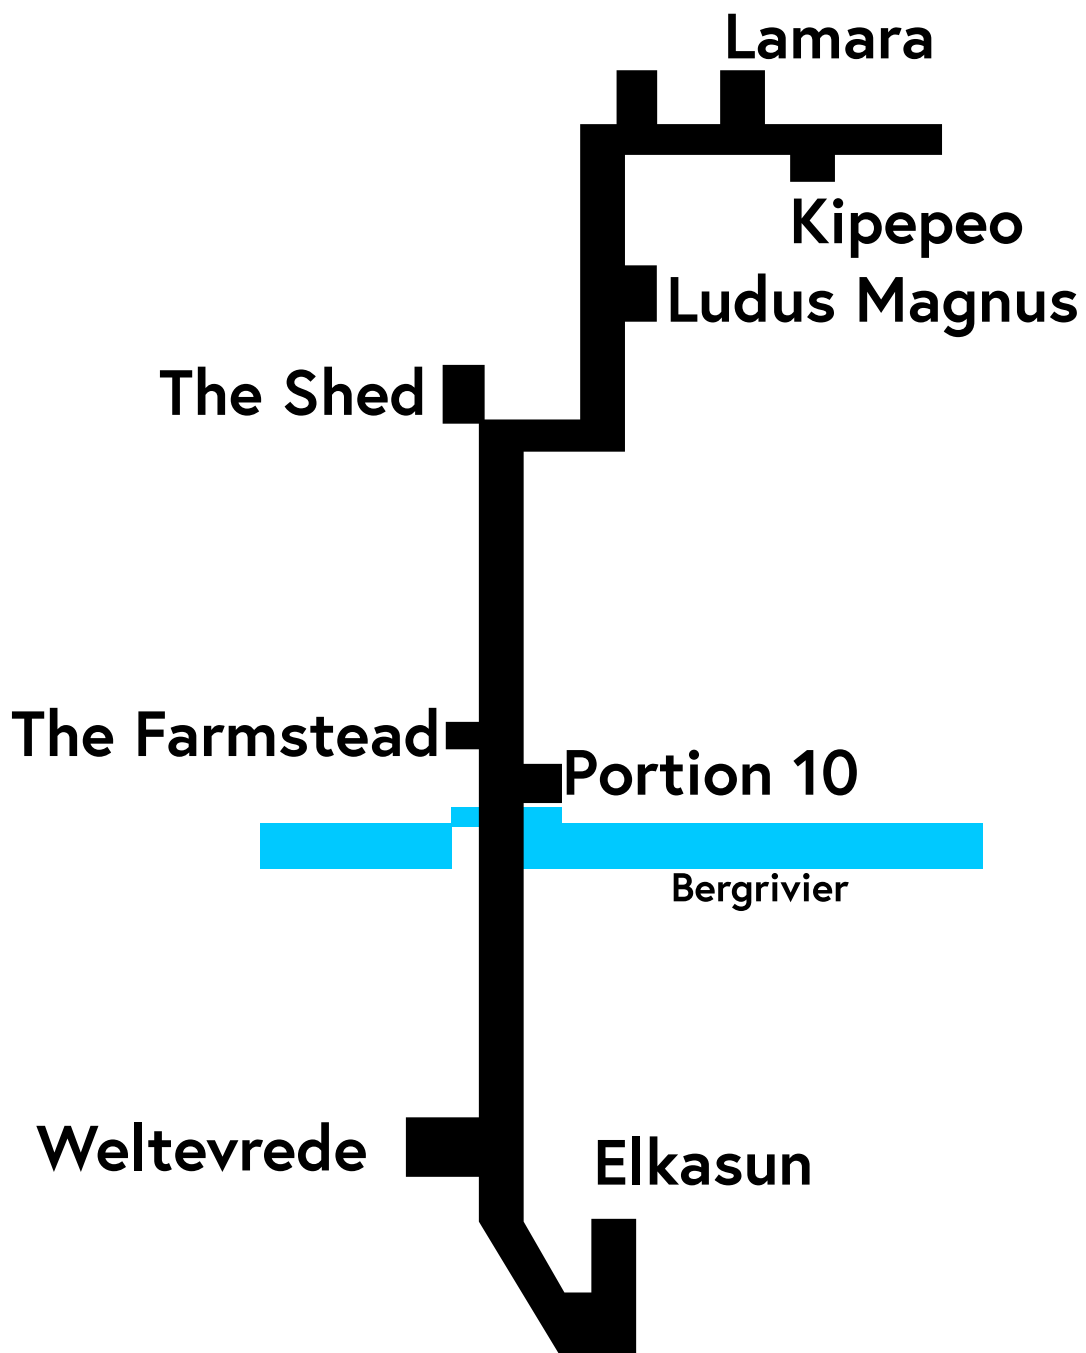 Lamara
Kipepeo
Ludus Magnus
The Shed
The Farmstead
Portion 10
Bergrivier
Weltevrede
Elkasun